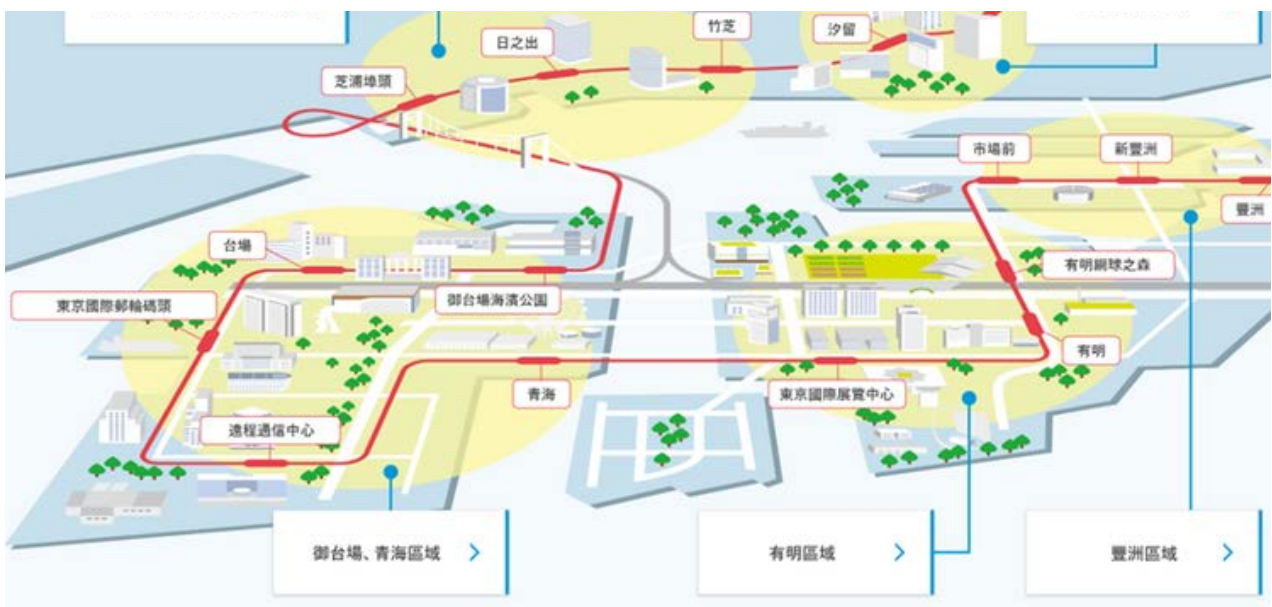 竹芝
汐留
日之出
芝浦埠頭
市場前
新豐洲
豐洲
台場
有明網球之森
東京國際郵輪碼頭
御台場海濱公園
有明
青海
東京國際展覽中心
遠程通信中心
御台場、青海區域
有明區域
豐洲區域